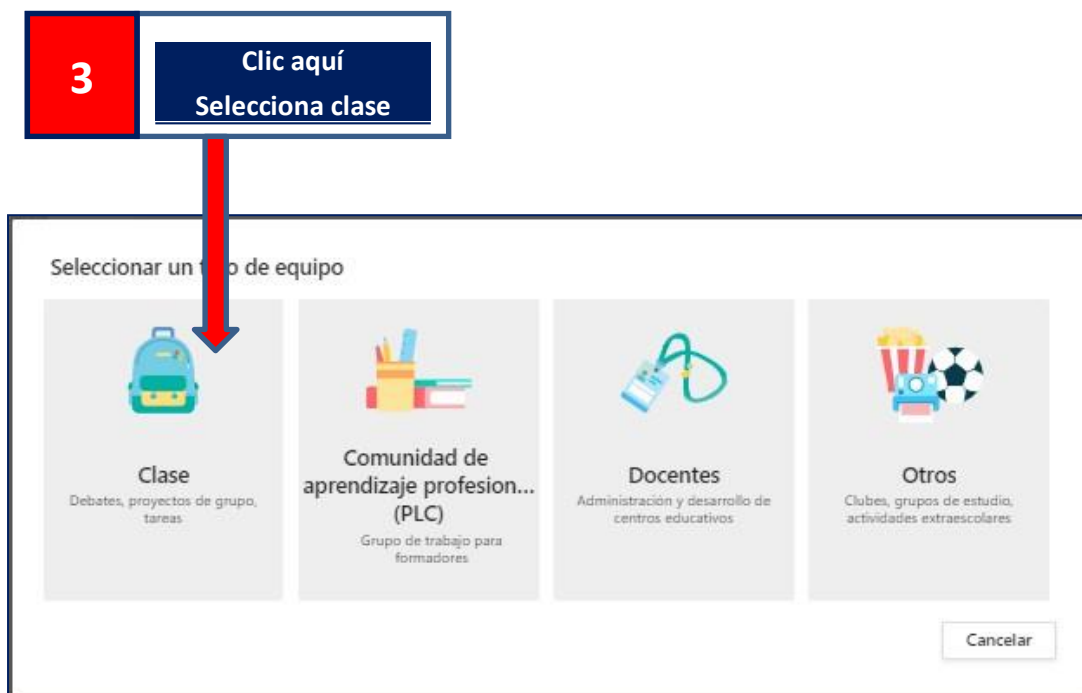 3
Clic aquí
Selecciona clase
Seleccionar un t o de equipo
Clase
Debates, proyectos de grupo,
tareas
Comunidad de
aprendizaje profesion...
(PLC)
Grupo de trabajo para
formadores
Docentes
Administración y desarrollo de
centros educativos
Otros
Clubes, grupos de estudio,
actividades extraescolares
Cancelar